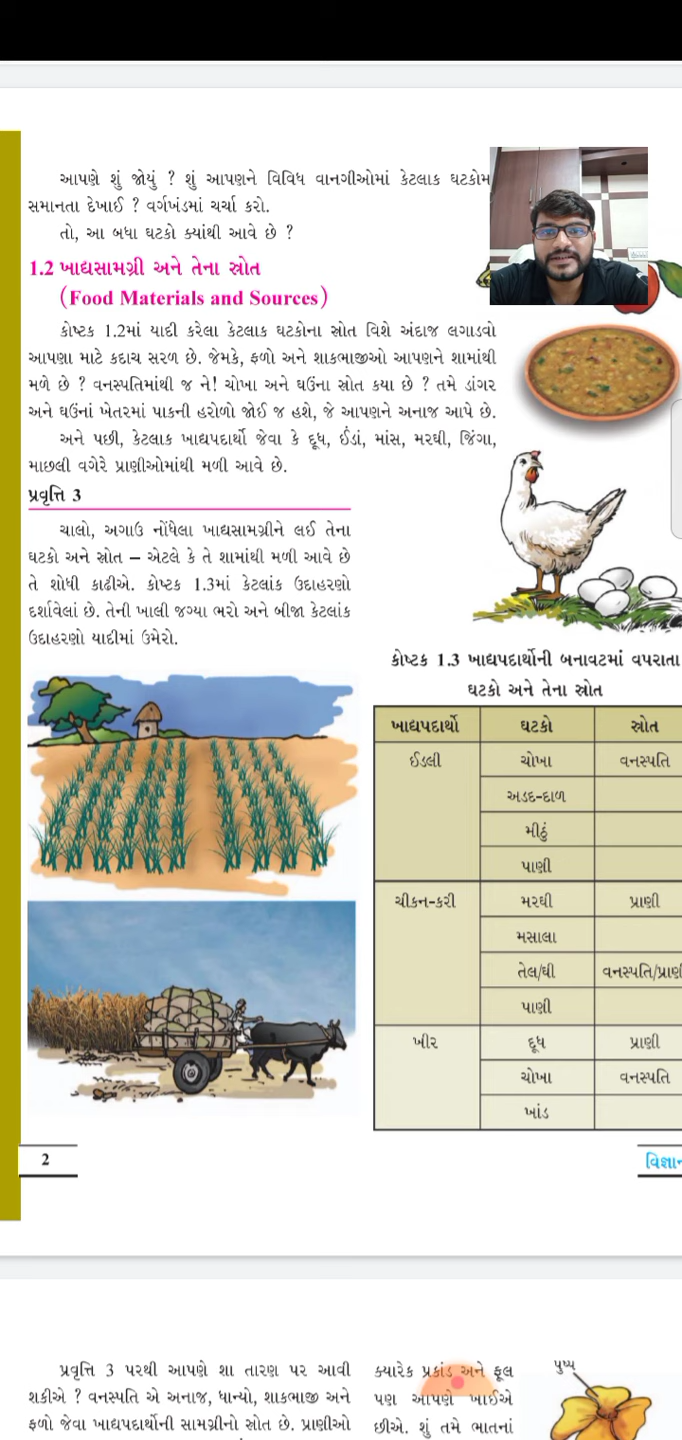 આપણે શું જોયું ? શું આપણને વિવિધ વાનગીઓમાં કેટલાક
સમાનતા દેખાઈ ? વર્ગખંડમાં ચર્ચા કરો.
તો, આ બધા ઘટકો ક્યાંથી આવે છે ?
1.2 ખાદ્યસામગ્રી અને તેના સ્રોત
(Food Materials and Sources)
કોષ્ટક 1.2માં યાદી કરેલા કેટલાક ઘટકોના સ્રોત વિશે અંદાજ લગાડવો
આપણા માટે કદાચ સરળ છે. જેમકે, ફળો અને શાકભાજીઓ આપણને શામાંથી
મળે છે ? વનસ્પતિમાંથી જ ને! ચોખા અને ઘઉંના સ્રોત કયા છે ? તમે ડાંગર
અને ઘઉંનાં ખેતરમાં પાકની હરોળો જોઈ જ હશે, જે આપણને અનાજ આપે છે.
અને પછી, કેટલાક ખાદ્યપદાર્થો જેવા કે દૂધ, ઈંડાં, માંસ, મરઘી, જિંગા,
માછલી વગેરે પ્રાણીઓમાંથી મળી આવે છે.
પ્રવૃત્તિ 3
ચાલો, અગાઉ નોંધેલા ખાદ્યસામગ્રીને લઈ તેના
ઘટકો અને સ્રોત – એટલે કે તે શામાંથી મળી આવે છે
તે શોધી કાઢીએ. કોષ્ટક 1.3માં કેટલાંક ઉદાહરણો
દર્શાવેલાં છે. તેની ખાલી જગ્યા ભરો અને બીજા કેટલાંક
ઉદાહરણો યાદીમાં ઉમેરો.
કોષ્ટક 1.3 ખાદ્યપદાર્થોની બનાવટમાં વપરાતા
ઘટકો અને તેના સ્રોત
ખાદ્યપદાર્થો ઘટકો સ્રોત
ઈડલી ચોખા વનસ્પતિ
અડદ-દાળ
મીઠું
પાણી
ચીકન-કરી મરઘી પ્રાણી
મસાલા
તેલ/ઘી વનસ્પતિ/પ્રાણી
પાણી
ખીર દૂધ પ્રાણી
ચોખા વનસ્પતિ
ખાંડ
2
પ્રવૃત્તિ 3 પરથી આપણે શા તારણ પર આવી
શકીએ ? વનસ્પતિ એ અનાજ, ધાન્યો, શાકભાજી અને
ફળો જેવા ખાદ્યપદાર્થોની સામગ્રીનો સ્રોત છે. પ્રાણીઓ
ક્યારેક પ્રકાંડ અને ફૂલ
પણ આપણે ખાઈએ
છીએ. શું તમે ભાતનાં
પુષ્પ